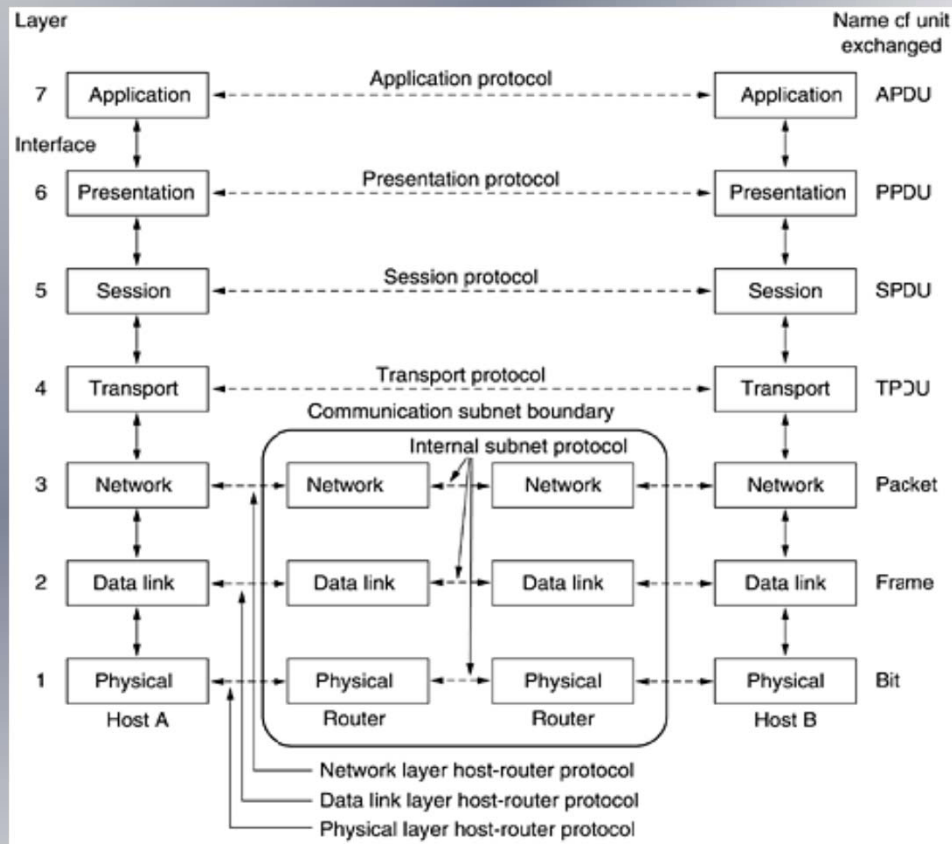 Layer
Name cf unit
exchanged
Application protocol
7 Application Application APDU
Interface
Presentation protocol
6 Presentation Presentation PPDU
Session protocol
5 Session Session SPDU
Transport protocol
4 Transport Transport TPDU
Communication subnet boundary
Internal subnet protocol
3 Network Network Network Network Packet
2 Data link Data link Data link Data link Frame
1 Physical Physical Physical Physical Bit
Host A Router Router Host B
Network layer host-router protocol
Data link layer host-router protocol
Physical layer host-router protocol